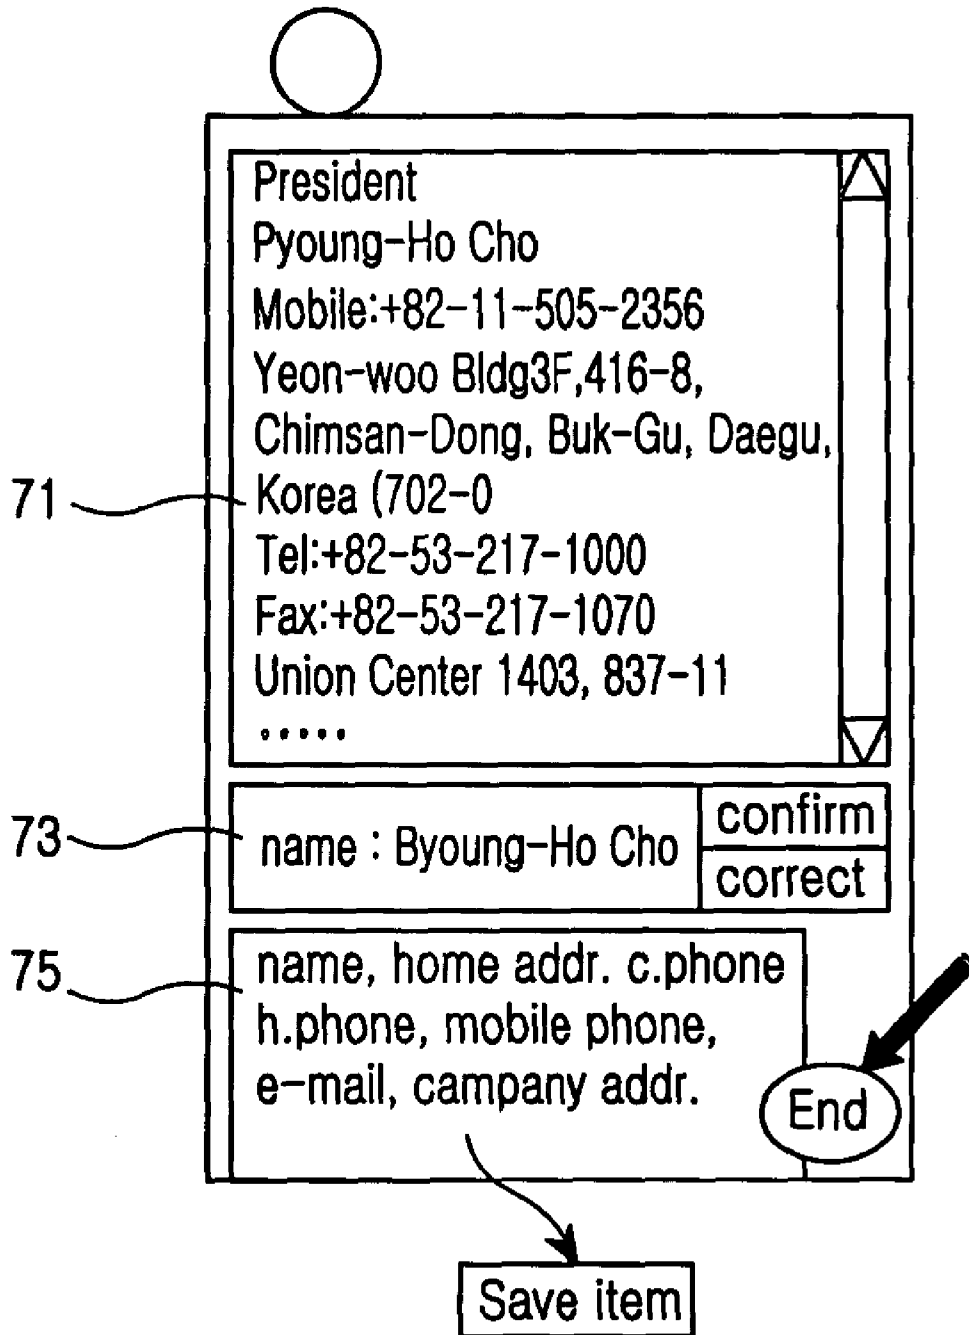 President
Pyoung-Ho Cho
Mobile:+82-11-505-2356
Yeon-woo Bldg3F,416-8,
Chimsan-Dong, Buk-Gu, Daegu,
71
Korea (702-0
Tel:+82-53-217-1000
Fax:+82-53-217-1070
Union Center 1403, 837-11
.....
73
name : Byoung-Ho Cho
confirm
correct
75
name, home addr. c.phone
h.phone, mobile phone,
e-mail, campany addr.
End
Save item